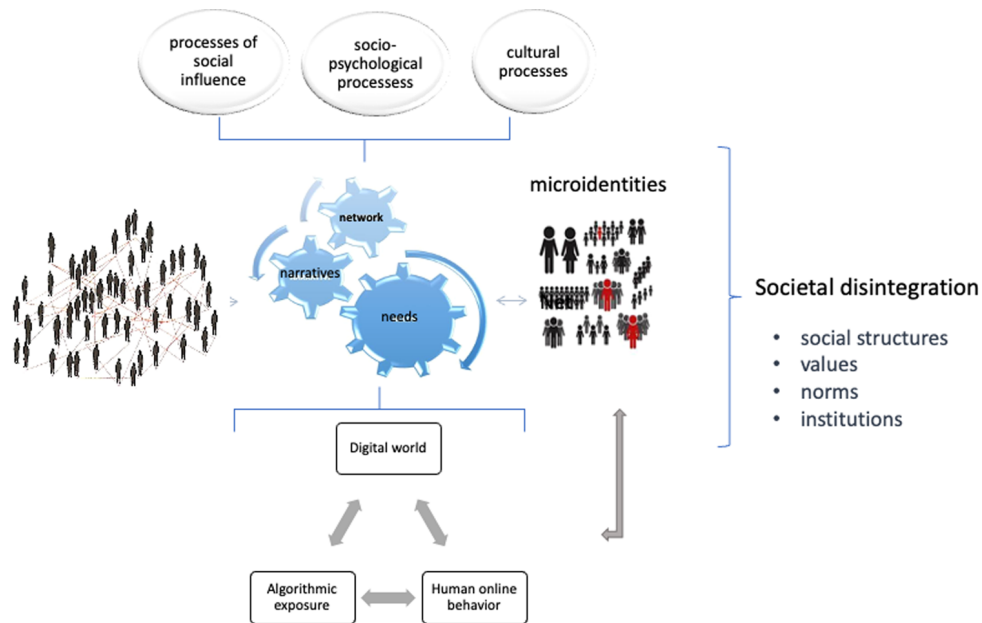 processes of
social
influence
socio-
psychological
processess
cultural
processes
network
narratives
needs
microidentities
Societal disintegration
• social structures
• values
• norms
• institutions
Digital world
Algorithmic
exposure
Human online
behavior